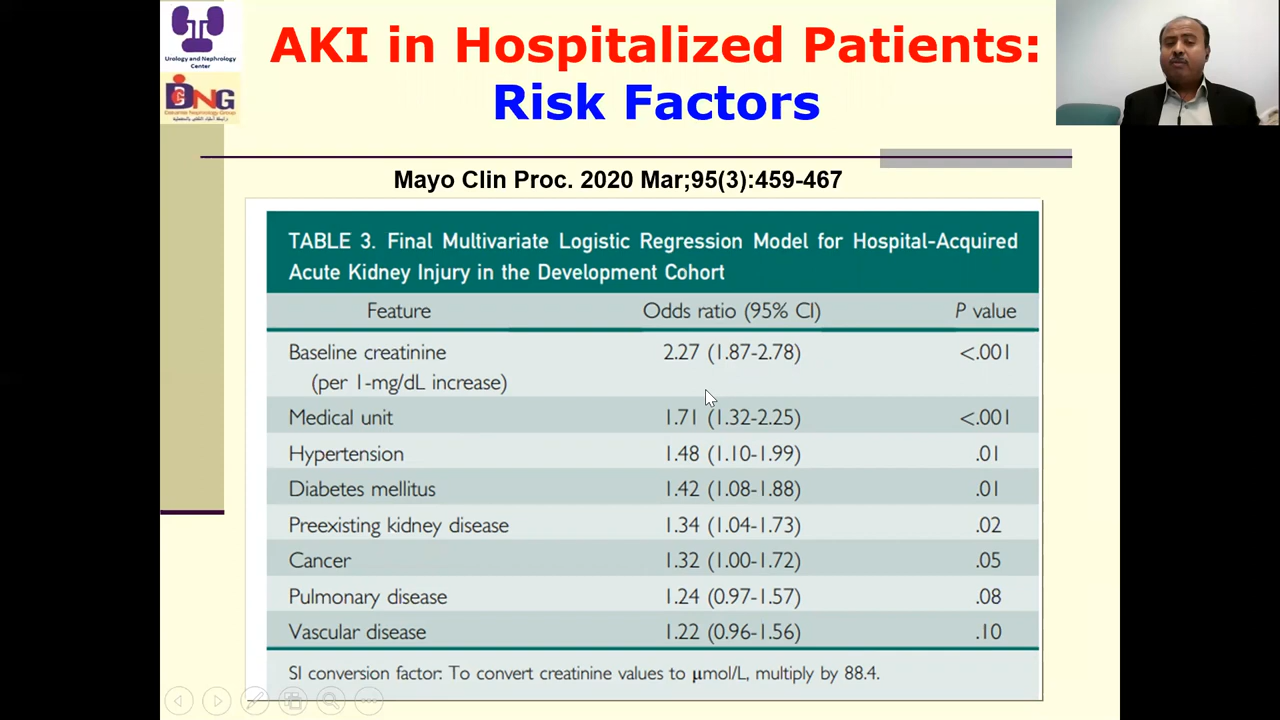 AKI in Hospitalized Patients:
Risk Factors
Urology and Nephrology
Center
DNG
Mayo Clin Proc. 2020 Mar;95(3):459-467
TABLE 3. Final Multivariate Logistic Regression Model for Hospital-Acquired
Acute Kidney Injury in the Development Cohort
Feature Odds ratio (95% CI) P value
Baseline creatinine 2.27 (1.87-2.78) <.001
(per 1-mg/dL increase)
Medical unit 1.71 (1.32-2.25) <.001
Hypertension 1.48 (1.10-1.99) .01
Diabetes mellitus 1.42 (1.08-1.88) .01
Preexisting kidney disease 1.34 (1.04-1.73) .02
Cancer 1.32 (1.00-1.72) .05
Pulmonary disease 1.24 (0.97-1.57) .08
Vascular disease 1.22 (0.96-1.56) .10
SI conversion factor: To convert creatinine values to μmol/L, multiply by 88.4.